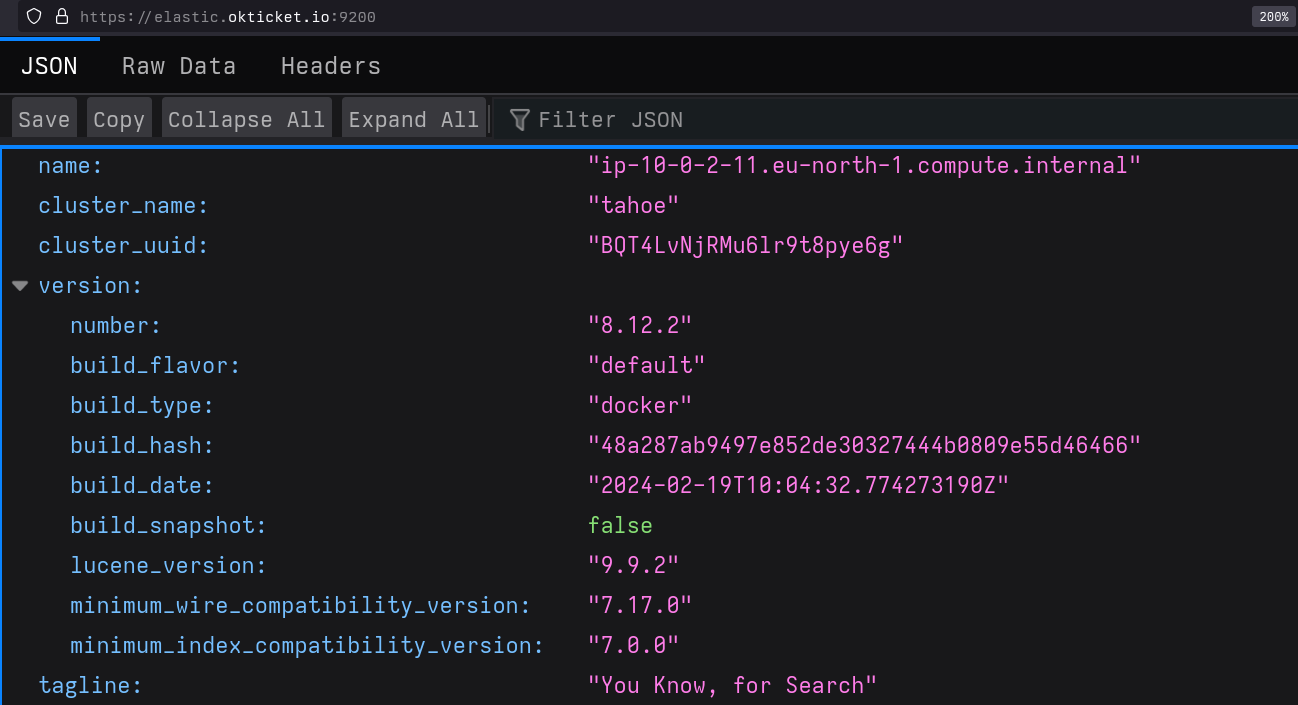 https://elastic.okticket.io:9200 200%
JSON Raw Data Headers
Save Copy Collapse All Expand All Filter JSON
name: "ip-10-0-2-11.eu-north-1.compute.internal"
cluster_name: "tahoe"
cluster_uuid: "BQT4LvNjRMu6lr9t8pye6g"
version:
number: "8.12.2"
build_flavor: "default"
build_type: "docker"
build_hash: "48a287ab9497e852de30327444b0809e55d46466"
build_date: "2024-02-19T10:04:32.774273190Z"
build_snapshot: false
lucene_version: "9.9.2"
minimum_wire_compatibility_version: "7.17.0"
minimum_index_compatibility_version: "7.0.0"
tagline: "You Know, for Search"